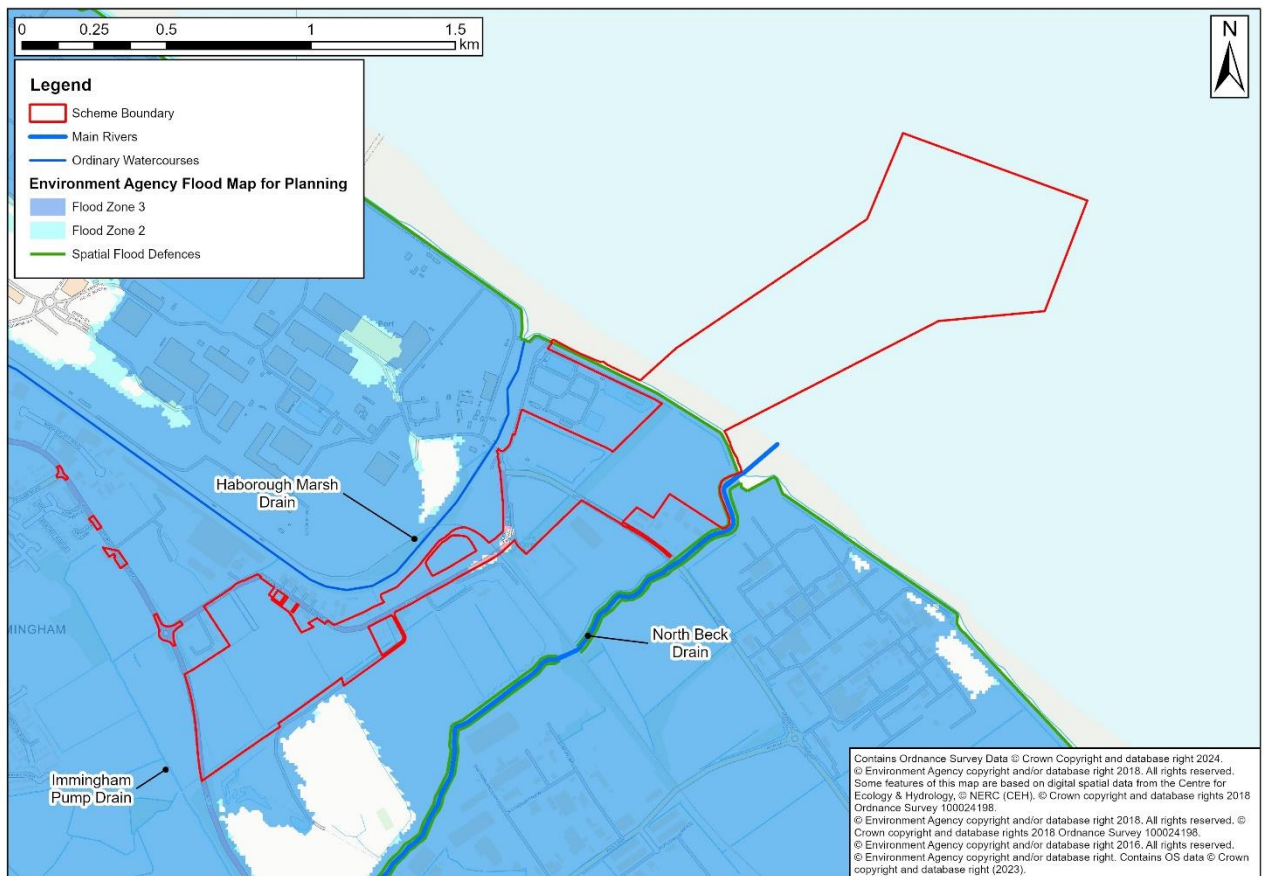 0 0.25 0.5 1 1.5
km
N
Legend
Scheme Boundary
Main Rivers
Ordinary Watercourses
Environment Agency Flood Map for Planning
Flood Zone 3
Flood Zone 2
Spatial Flood Defences
Port
Haborough Marsh
Drain
MINGHAM
North Beck
Drain
Immingham
Pump Drain
Contains Ordnance Survey Data © Crown Copyright and database right 2024.
© Environment Agency copyright and/or database right 2018. All rights reserved.
Some features of this map are based on digital spatial data from the Centre for
Ecology & Hydrology, © NERC (CEH). © Crown copyright and database rights 2018
Ordnance Survey 100024198.
© Environment Agency copyright and/or database right 2018. All rights reserved. ©
Crown copyright and database rights 2018 Ordnance Survey 100024198.
© Environment Agency copyright and/or database right 2016. All rights reserved.
© Environment Agency copyright and/or database right. Contains OS data © Crown
copyright and database right (2023).